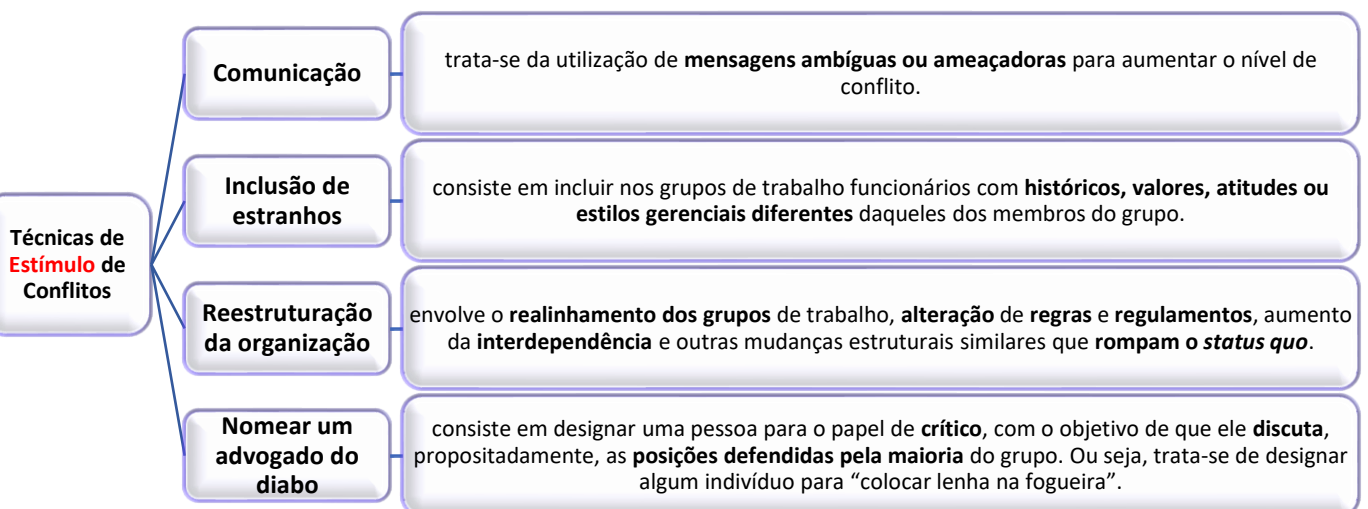 Técnicas de
Estímulo de
Conflitos
Comunicação
trata-se da utilização de mensagens ambíguas ou ameaçadoras para aumentar o nível de
conflito.
Inclusão de
estranhos
consiste em incluir nos grupos de trabalho funcionários com históricos, valores, atitudes ou
estilos gerenciais diferentes daqueles dos membros do grupo.
Reestruturação
da organização
envolve o realinhamento dos grupos de trabalho, alteração de regras e regulamentos, aumento
da interdependência e outras mudanças estruturais similares que rompam o status quo.
Nomear um
advogado do
diabo
consiste em designar uma pessoa para o papel de crítico, com o objetivo de que ele discuta,
propositadamente, as posições defendidas pela maioria do grupo. Ou seja, trata-se de designar
algum indivíduo para “colocar lenha na fogueira”.